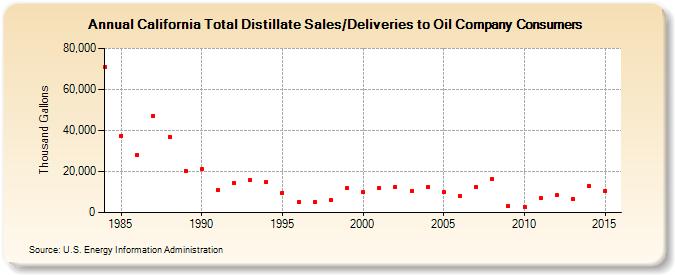 Annual California Total Distillate Sales/Deliveries to Oil Company Consumers
Thousand Gallons
80,000
60,000
40,000
20,000
0
1985 1990 1995 2000 2005 2010 2015
Source: U.S. Energy Information Administration